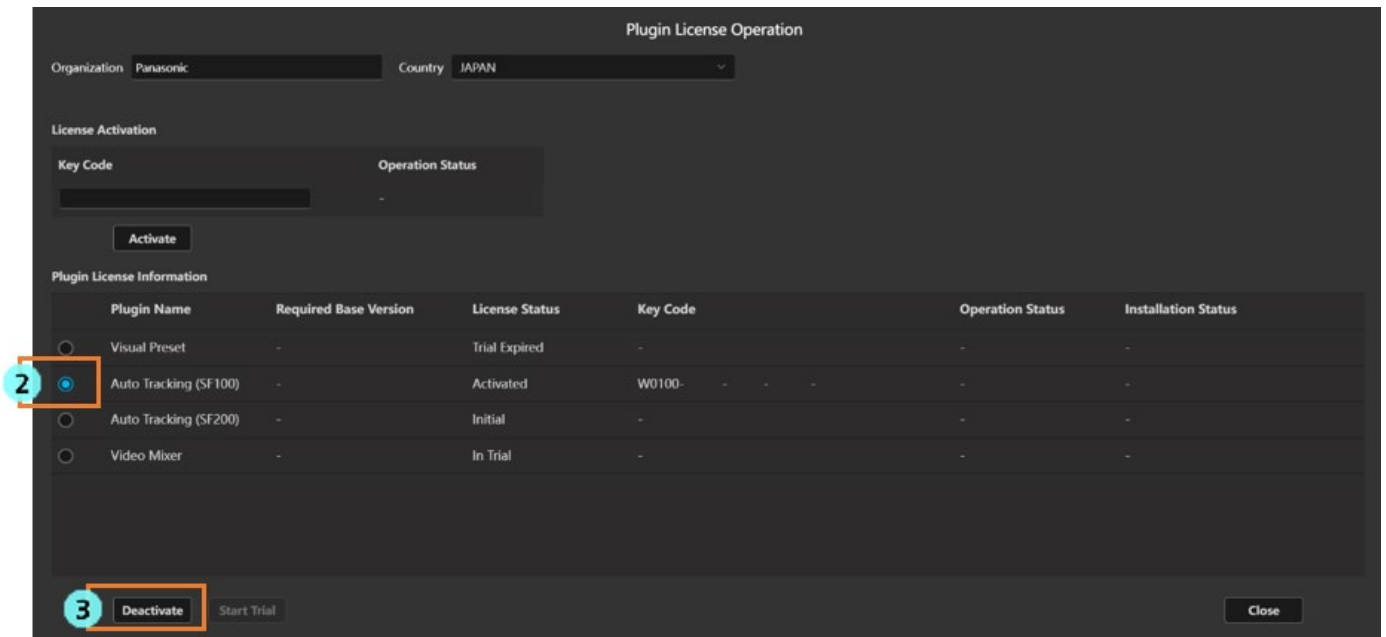 Plugin License Operation
Organization Panasonic Country JAPAN
License Activation
Key Code Operation Status
-
Activate
Plugin License Information
Plugin Name Required Base Version License Status Key Code Operation Status Installation Status
Visual Preset - Trial Expired - - -
2 Auto Tracking (SF100) - Activated W0100- - - - - -
Auto Tracking (SF200) - Initial - - -
Video Mixer - In Trial - - -
3 Deactivate Start Trial Close